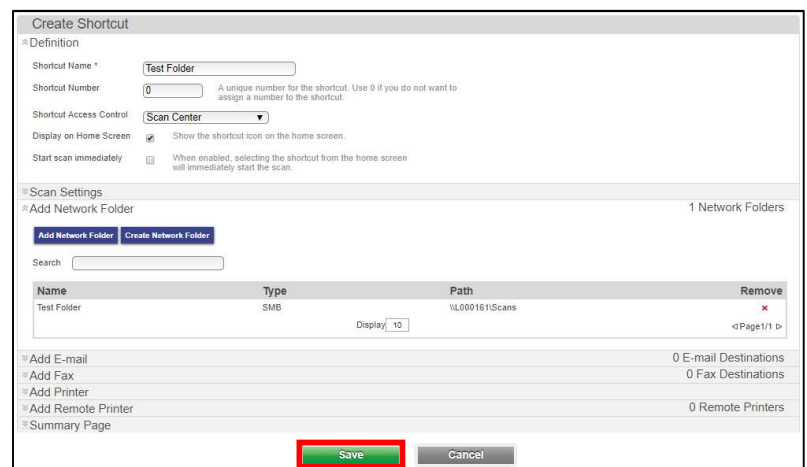 Create Shortcut
Definition
Shortcut Name * Test Folder
Shortcut Number 0 A unique number for the shortcut. Use 0 if you do not want to
assign a number to the shortcut.
Shortcut Access Control Scan Center
Display on Home Screen Show the shortcut icon on the home screen.
Start scan immediately When enabled, selecting the shortcut from the home screen
will immediately start the scan.
Scan Settings
Add Network Folder 1 Network Folders
Add Network Folder Create Network Folder
Search
Name Type Path Remove
Test Folder SMB \\L000161\Scans
Display 10 Page1/1
Add E-mail 0 E-mail Destinations
Add Fax 0 Fax Destinations
Add Printer
Add Remote Printer 0 Remote Printers
Summary Page
Save Cancel